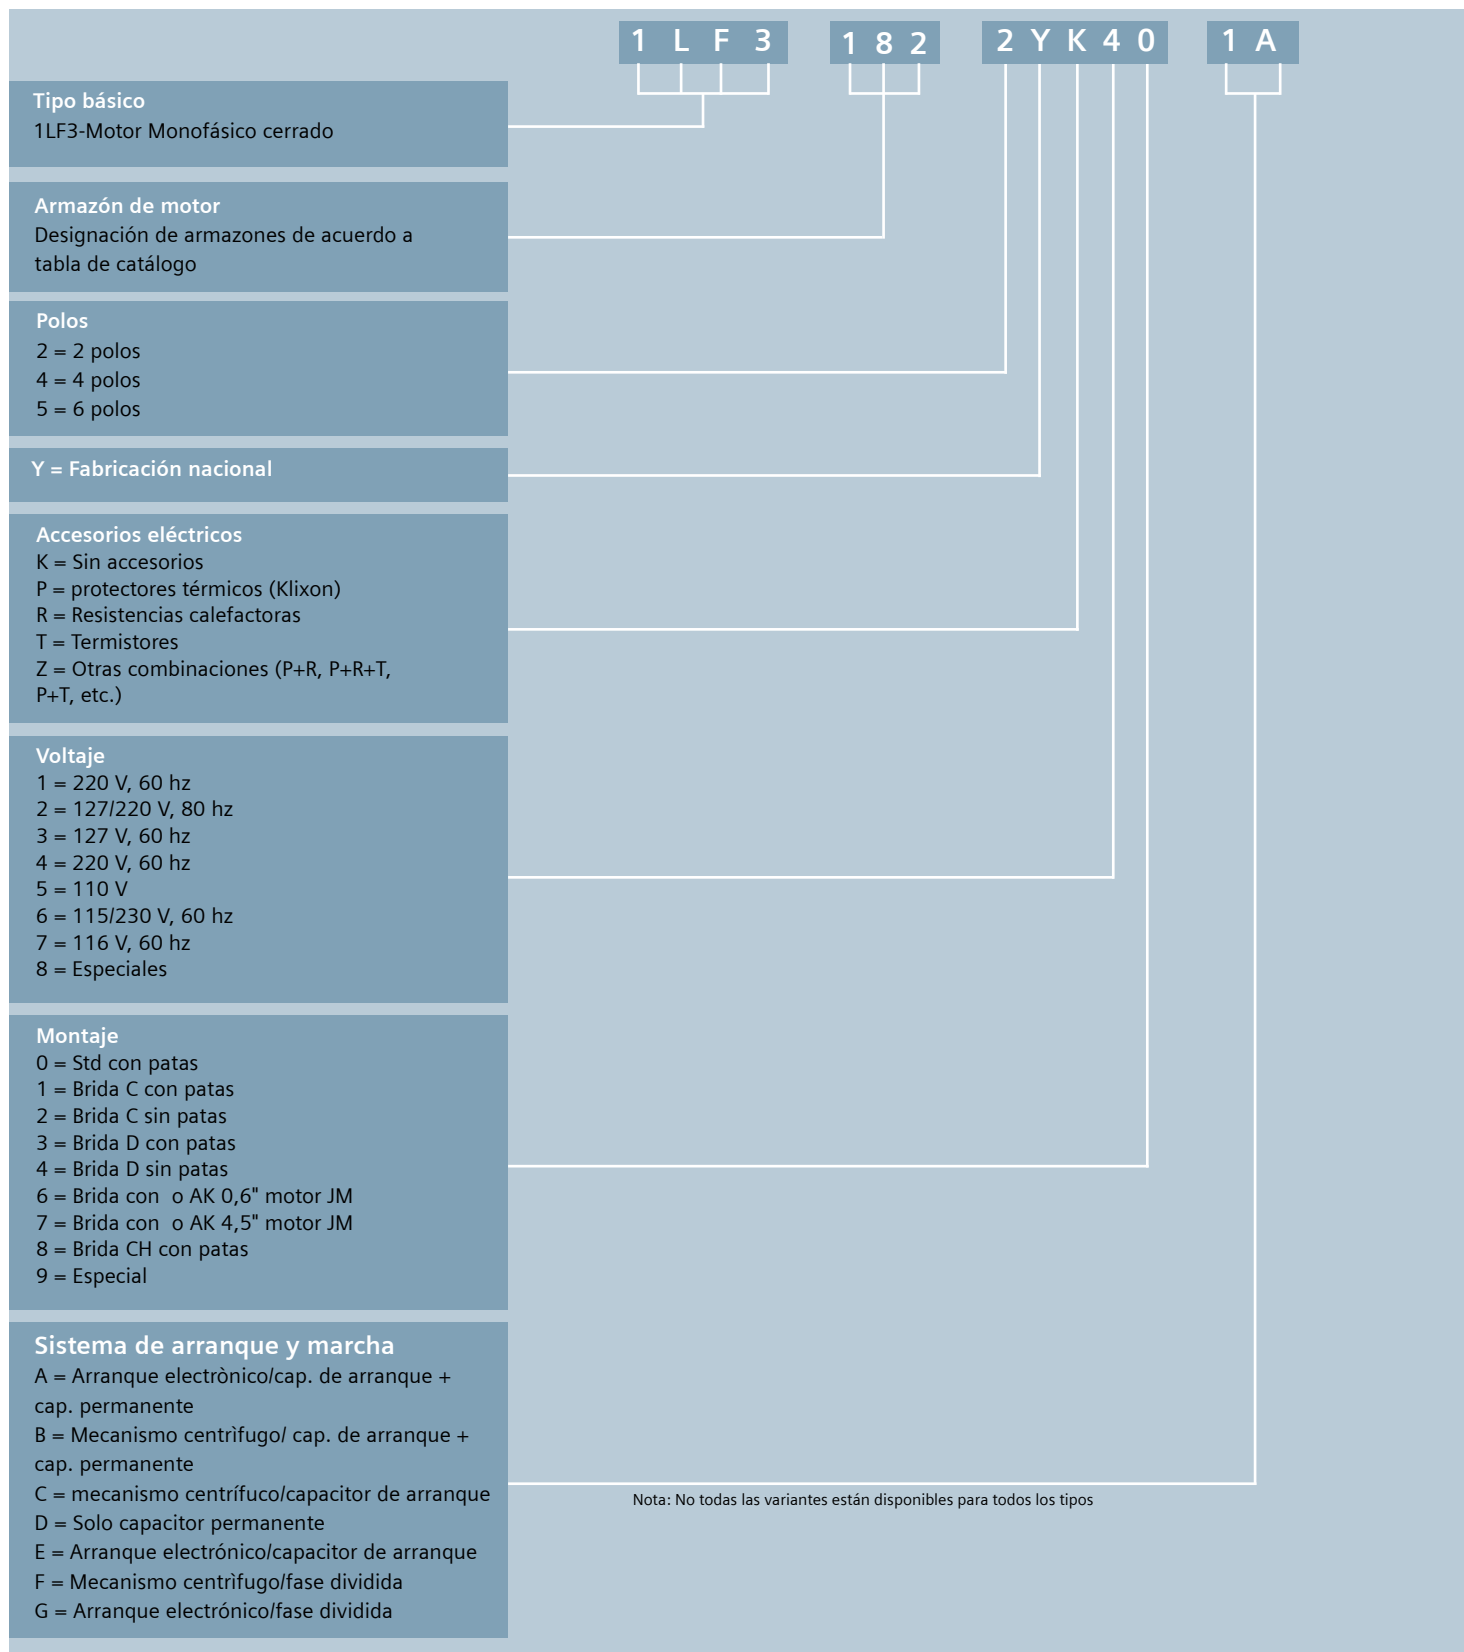 1 L F 3 1 8 2 2 Y K 4 0 1 A
Tipo básico
1LF3-Motor Monofásico cerrado
Armazón de motor
Designación de armazones de acuerdo a
tabla de catálogo
Polos
2 = 2 polos
4 = 4 polos
5 = 6 polos
Y = Fabricación nacional
Accesorios eléctricos
K = Sin accesorios
P = protectores térmicos (Klixon)
R = Resistencias calefactoras
T = Termistores
Z = Otras combinaciones (P+R, P+R+T,
P+T, etc.)
Voltaje
1 = 220 V, 60 hz
2 = 127/220 V, 80 hz
3 = 127 V, 60 hz
4 = 220 V, 60 hz
5 = 110 V
6 = 115/230 V, 60 hz
7 = 116 V, 60 hz
8 = Especiales
Montaje
0 = Std con patas
1 = Brida C con patas
2 = Brida C sin patas
3 = Brida D con patas
4 = Brida D sin patas
6 = Brida con  o AK 0,6" motor JM
7 = Brida con  o AK 4,5" motor JM
8 = Brida CH con patas
9 = Especial
Sistema de arranque y marcha
A = Arranque electrònico/cap. de arranque +
cap. permanente
B = Mecanismo centrìfugo/ cap. de arranque +
cap. permanente
C = mecanismo centrífuco/capacitor de arranque
D = Solo capacitor permanente
E = Arranque electrónico/capacitor de arranque
F = Mecanismo centrìfugo/fase dividida
G = Arranque electrónico/fase dividida
Nota: No todas las variantes están disponibles para todos los tipos